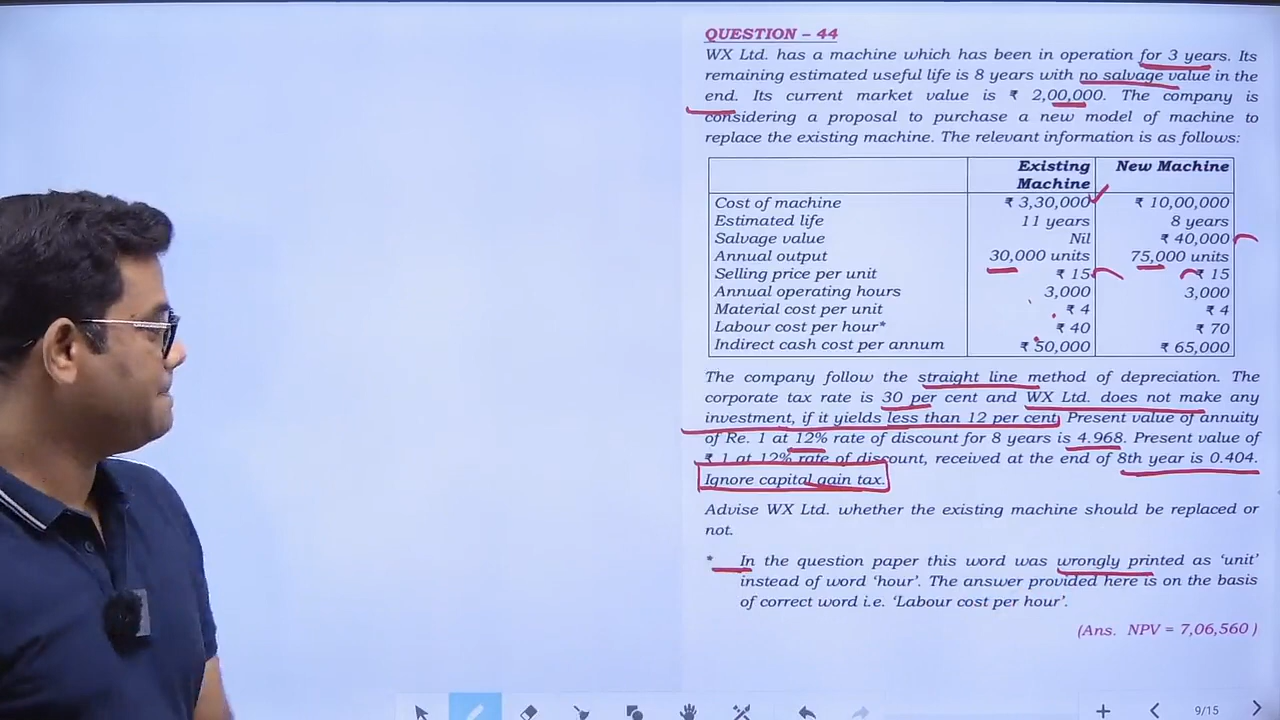 QUESTION – 44
WX Ltd. has a machine which has been in operation for 3 years. Its
remaining estimated useful life is 8 years with no salvage value in the
end. Its current market value is ₹ 2,00,000. The company is
considering a proposal to purchase a new model of machine to
replace the existing machine. The relevant information is as follows:
Existing Machine New Machine
Cost of machine ₹ 3,30,000 ₹ 10,00,000
Estimated life 11 years 8 years
Salvage value Nil ₹ 40,000
Annual output 30,000 units 75,000 units
Selling price per unit ₹ 15 ₹ 15
Annual operating hours 3,000 3,000
Material cost per unit ₹ 4 ₹ 4
Labour cost per hour* ₹ 40 ₹ 70
Indirect cash cost per annum ₹ 50,000 ₹ 65,000
The company follow the straight line method of depreciation. The
corporate tax rate is 30 per cent and WX Ltd. does not make any
investment, if it yields less than 12 per cent. Present value of annuity
of Re. 1 at 12% rate of discount for 8 years is 4.968. Present value of
₹ 1 at 12% rate of discount, received at the end of 8th year is 0.404.
Ignore capital gain tax.
Advise WX Ltd. whether the existing machine should be replaced or
not.
* In the question paper this word was wrongly printed as ‘unit’
instead of word ‘hour’. The answer provided here is on the basis
of correct word i.e. ‘Labour cost per hour’.
(Ans. NPV = 7,06,560 )
9/15